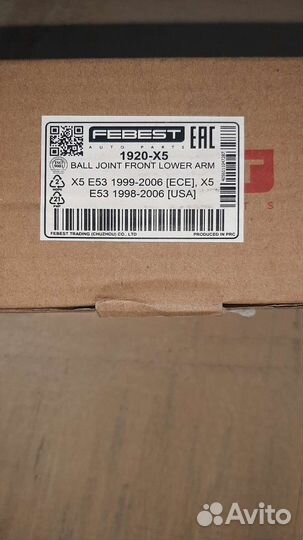 FEBEST
AUTO PARTS
EAC
1920-X5
BALL JOINT FRONT LOWER ARM
X5 E53 1999-2006 [ECE], X5
E53 1998-2006 [USA]
FEBEST TRADING (CHUZHOU) CO., LTD
PRODUCED IN PRC
Avito